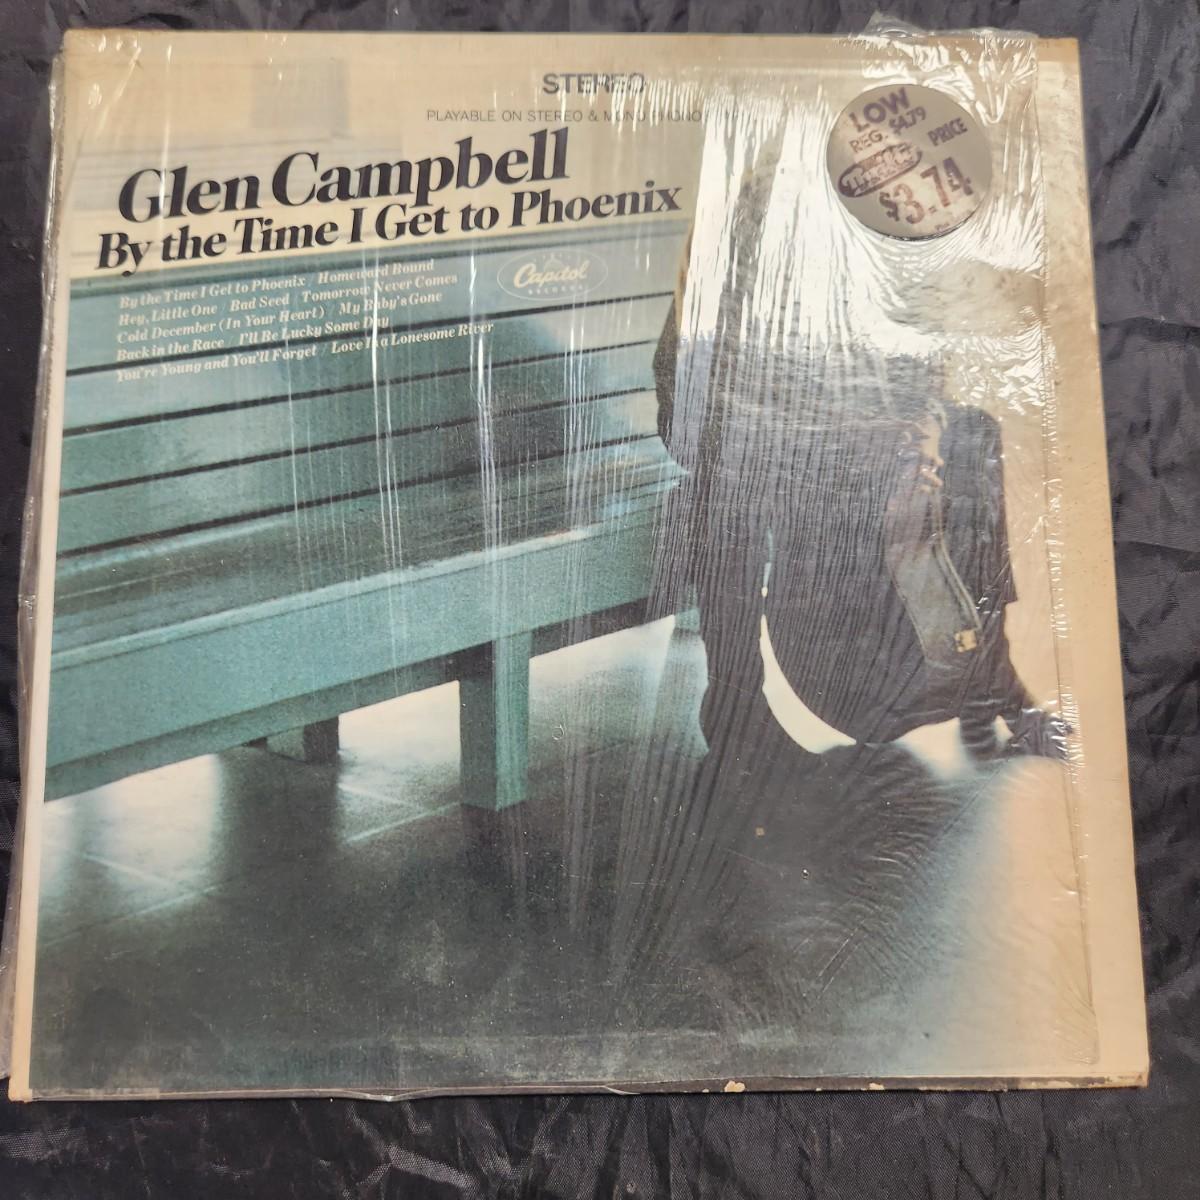 STEREO
PLAYABLE ON STEREO & MONO PHONO
Glen Campbell
By the Time I Get to Phoenix
By the Time I Get to Phoenix / Homeward Bound
Hey, Little One / Bad Seed / Tomorrow Never Comes
Cold December (In Your Heart) / My Baby's Gone
Back in the Race / I'll Be Lucky Some Day
You're Young and You'll Forget / Love Is a Lonesome River
Capitol
RECORDS
LOW
REG. $4.79
PRICE
$3.74